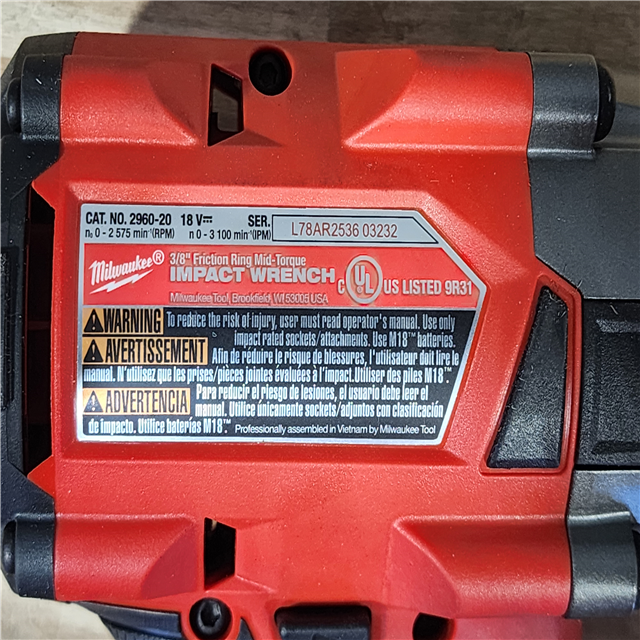 CAT. NO. 2960-20 18 V⎓ SER. L78AR2536 03232
n₀ 0 - 2 575 min⁻¹(RPM) n 0 - 3 100 min⁻¹(IPM)
Milwaukee® 3/8" Friction Ring Mid-Torque
IMPACT WRENCH C UL US LISTED 9R31
Milwaukee Tool, Brookfield, WI 53005 USA
WARNING To reduce the risk of injury, user must read operator's manual. Use only
impact rated sockets/attachments. Use M18™ batteries.
AVERTISSEMENT Afin de réduire le risque de blessures, l'utilisateur doit lire le
manual. N'utilisez que les prises/pièces jointes évaluées à l'impact.Utiliser des piles M18™.
ADVERTENCIA Para reducir el riesgo de lesiones, el usuario debe leer el
manual. Utilice únicamente sockets/adjuntos con clasificación
de impacto. Utilice baterías M18™. Professionally assembled in Vietnam by Milwaukee Tool